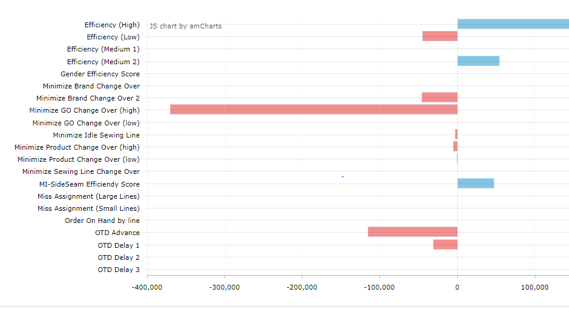 JS chart by amCharts
Efficiency (High)
Efficiency (Low)
Efficiency (Medium 1)
Efficiency (Medium 2)
Gender Efficiency Score
Minimize Brand Change Over
Minimize Brand Change Over 2
Minimize GO Change Over (high)
Minimize GO Change Over (low)
Minimize Idle Sewing Line
Minimize Product Change Over (high)
Minimize Product Change Over (low)
Minimize Sewing Line Change Over
MI-SideSeam Efficiendy Score
Miss Assignment (Large Lines)
Miss Assignment (Small Lines)
Order On Hand by line
OTD Advance
OTD Delay 1
OTD Delay 2
OTD Delay 3
-400,000 -300,000 -200,000 -100,000 0 100,000